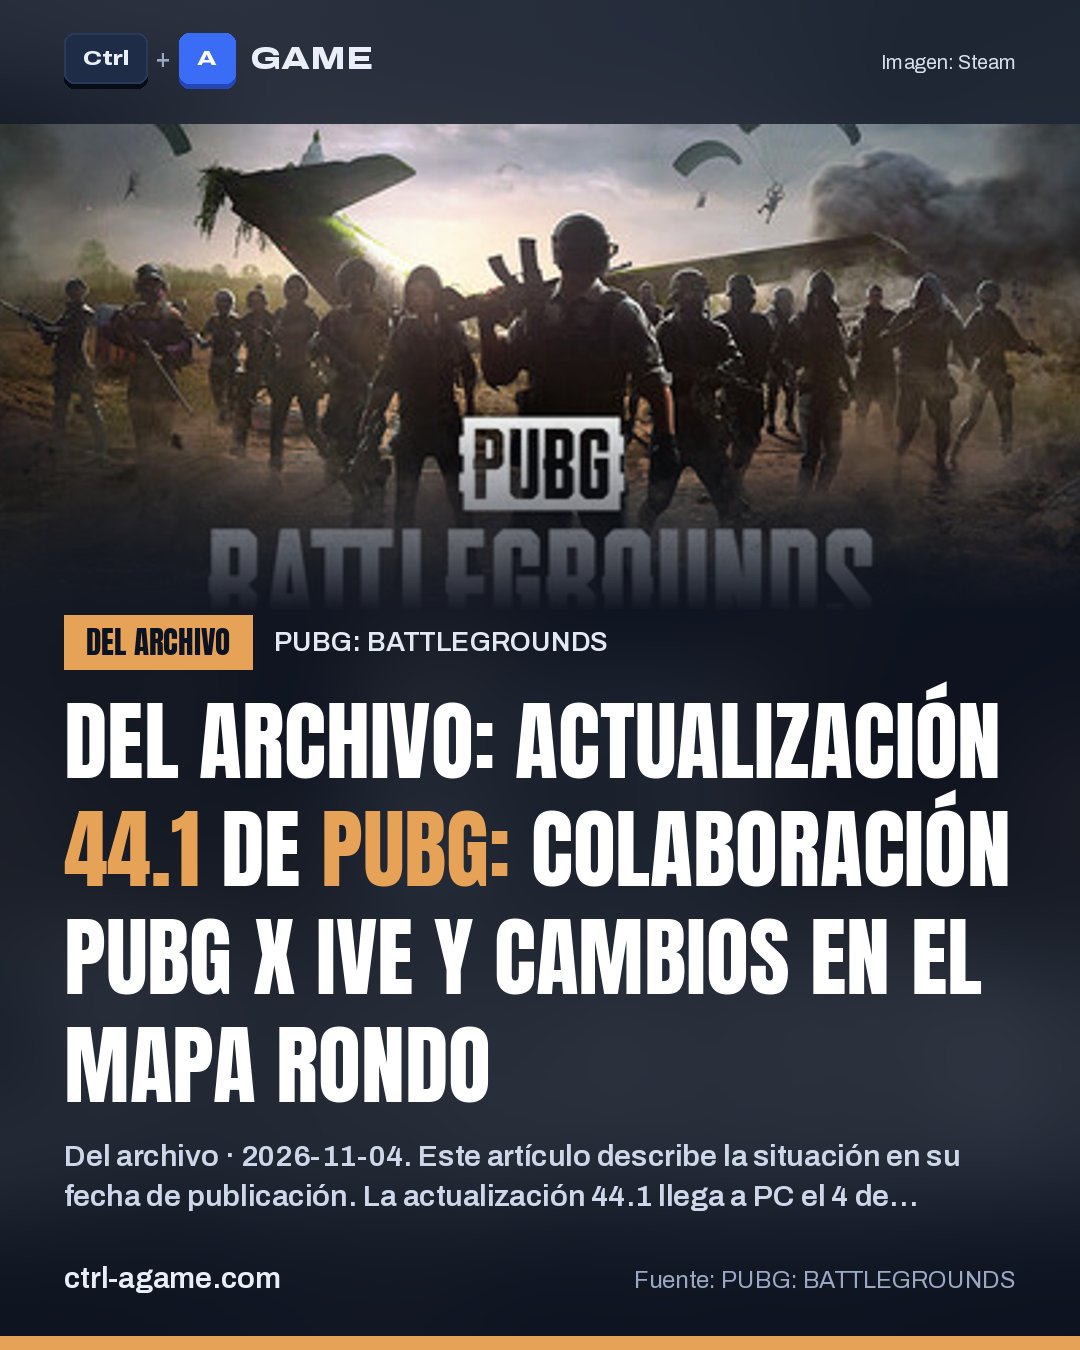 Ctrl + A GAME
Imagen: Steam
PUBG
BATTLEGROUNDS
DEL ARCHIVO PUBG: BATTLEGROUNDS
DEL ARCHIVO: ACTUALIZACIÓN
44.1 DE PUBG: COLABORACIÓN
PUBG X IVE Y CAMBIOS EN EL
MAPA RONDO
Del archivo · 2026-11-04. Este artículo describe la situación en su
fecha de publicación. La actualización 44.1 llega a PC el 4 de...
ctrl-agame.com
Fuente: PUBG: BATTLEGROUNDS